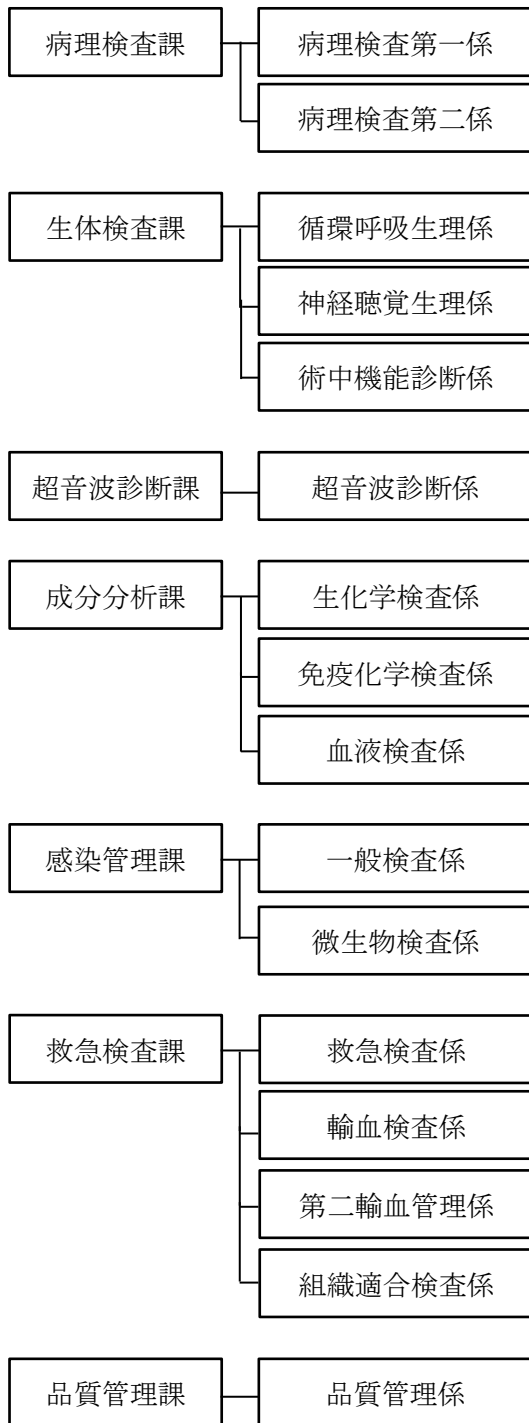 病理検査課 病理検査第一係
病理検査第二係
生体検査課 循環呼吸生理係
神経聴覚生理係
術中機能診断係
超音波診断課 超音波診断係
成分分析課 生化学検査係
免疫化学検査係
血液検査係
感染管理課 一般検査係
微生物検査係
救急検査課 救急検査係
輸血検査係
第二輸血管理係
組織適合検査係
品質管理課 品質管理係